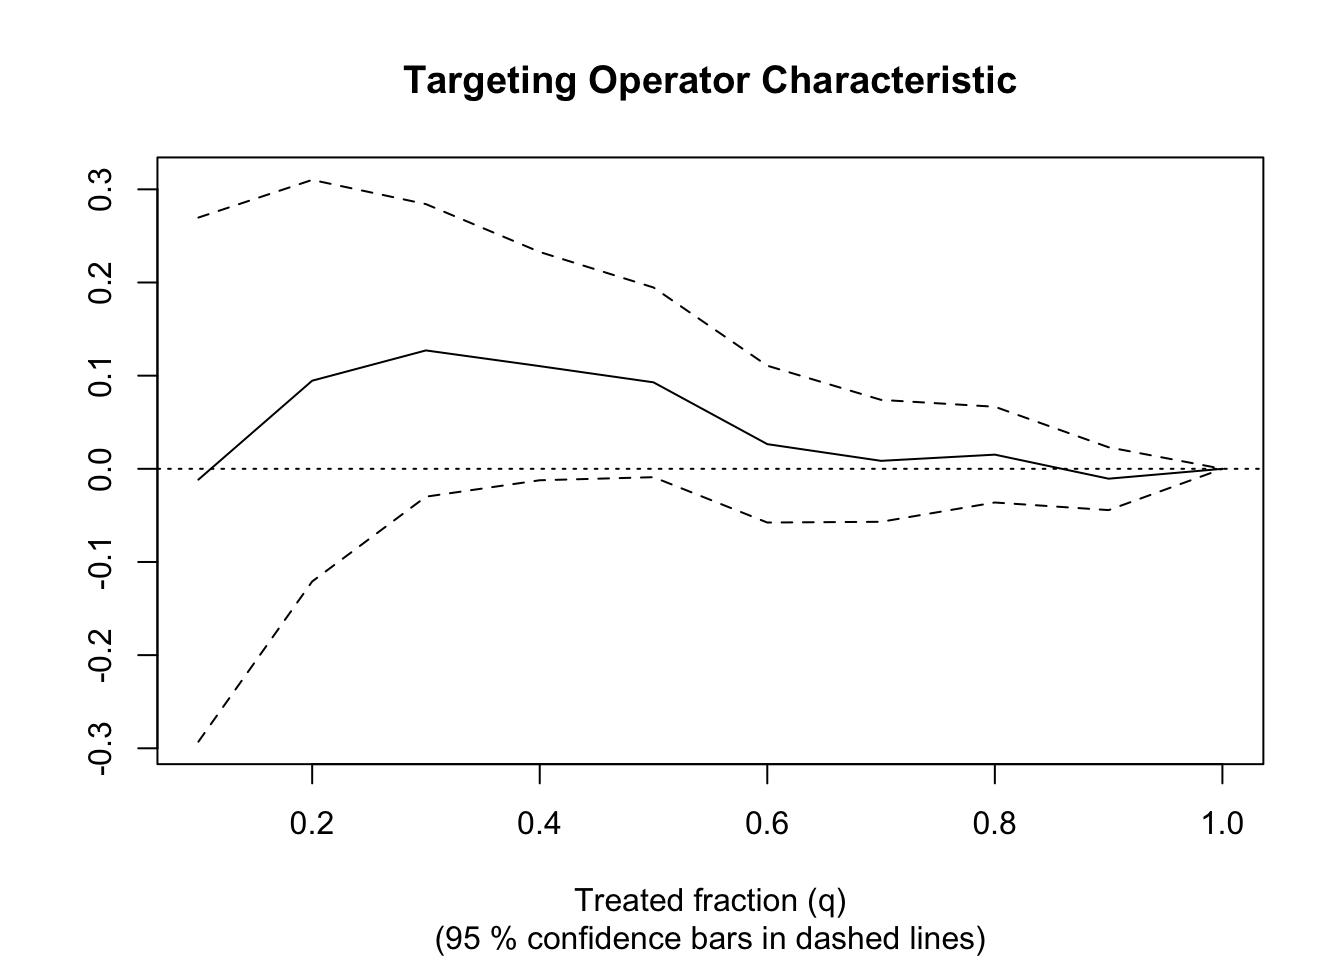 Targeting Operator Characteristic
0.3
0.2
0.1
0.0
-0.1
-0.2
-0.3
0.2 0.4 0.6 0.8 1.0
Treated fraction (q)
(95 % confidence bars in dashed lines)